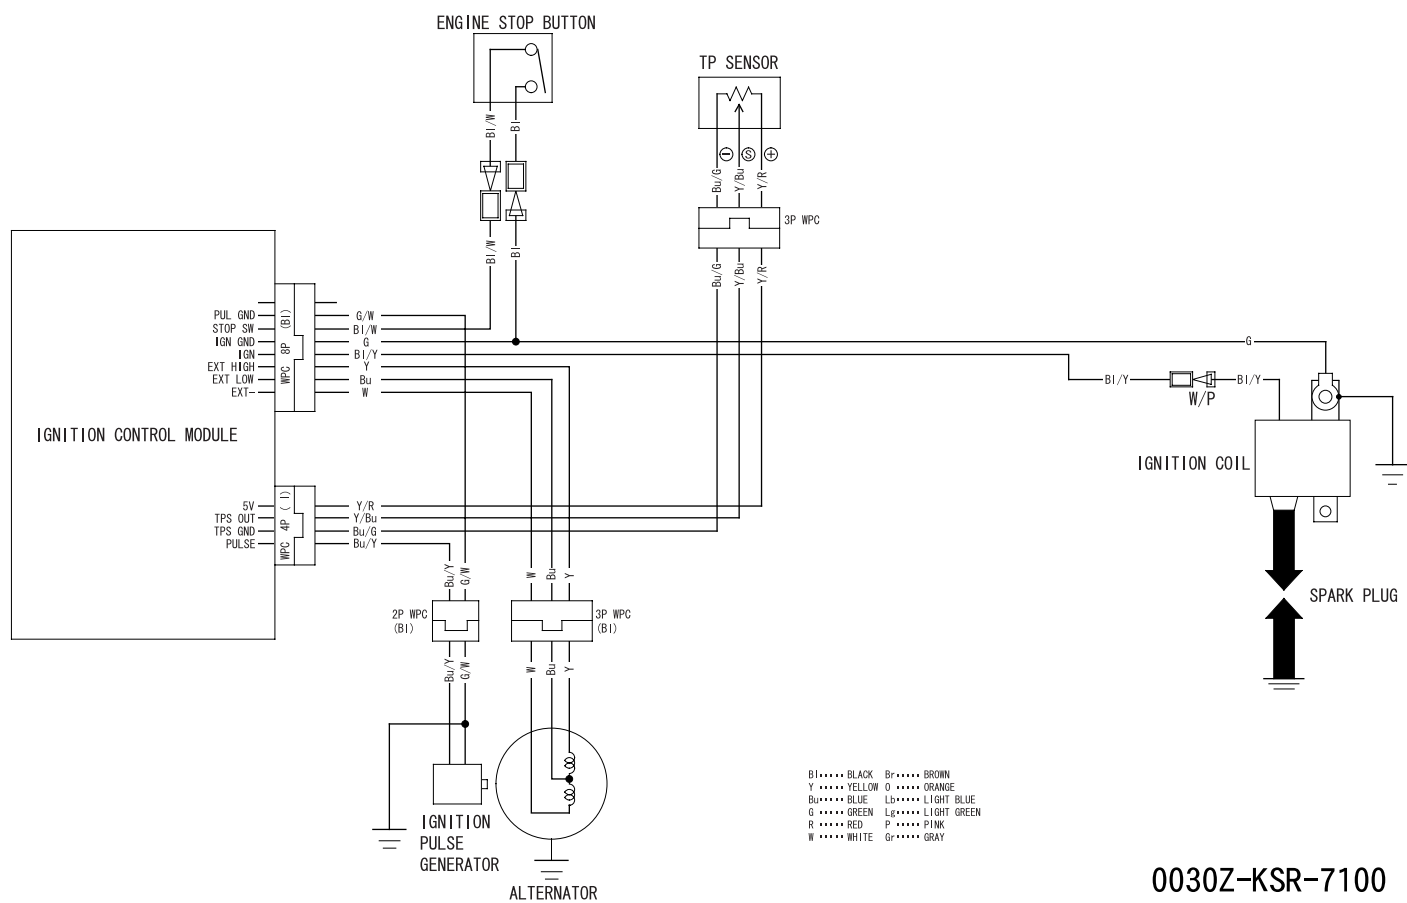 ENGINE STOP BUTTON
TP SENSOR
Bl/W
Bl
Bu/G
Y/Bu
Y/R
3P WPC
Bl/W
Bl
Bu/G
Y/Bu
Y/R
PUL GND
STOP SW
IGN GND
IGN
EXT HIGH
EXT LOW
EXT-
WPC 8P (Bl)
G/W
Bl/W
G
Bl/Y
Y
Bu
W
G
Bl/Y
Bl/Y
W/P
IGNITION CONTROL MODULE
IGNITION COIL
5V
TPS OUT
TPS GND
PULSE
WPC 4P ( l)
Y/R
Y/Bu
Bu/G
Bu/Y
Bu/Y
G/W
W
Bu
Y
SPARK PLUG
2P WPC
(Bl)
3P WPC
(Bl)
Bu/Y
G/W
W
Bu
Y
IGNITION
PULSE
GENERATOR
ALTERNATOR
Bl ..... BLACK Br ..... BROWN
Y ..... YELLOW O ..... ORANGE
Bu ..... BLUE Lb ..... LIGHT BLUE
G ..... GREEN Lg ..... LIGHT GREEN
R ..... RED P ..... PINK
W ..... WHITE Gr ..... GRAY
0030Z-KSR-7100